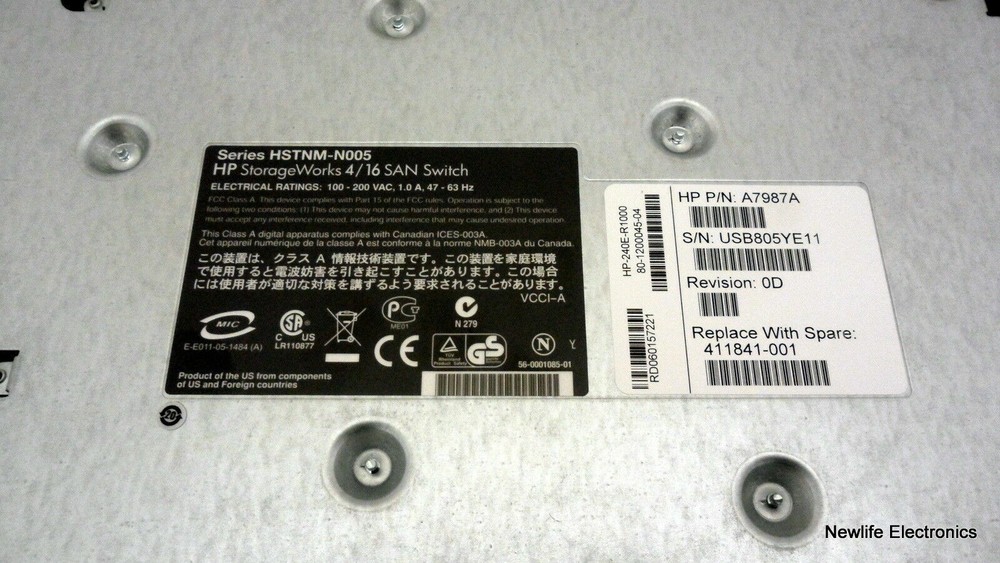 Series HSTNM-N005
HP StorageWorks 4/16 SAN Switch
ELECTRICAL RATINGS: 100 - 200 VAC, 1.0 A, 47 - 63 Hz
FCC Class A. This device complies with Part 15 of the FCC rules. Operation is subject to the
following two conditions: (1) This device may not cause harmful interference, and (2) This device
must accept any interference received, including interference that may cause undesired operation.
This Class A digital apparatus complies with Canadian ICES-003A.
Cet appareil numérique de la classe A est conforme à la norme NMB-003A du Canada.
この装置は、クラス A 情報技術装置です。この装置を家庭環境
で使用すると電波妨害を引き起こすことがあります。この場合
には使用者が適切な対策を講ずるよう要求されることがあります。
VCCI-A
MIC
E-E011-05-1484 (A)
SA
C US
LR110877
PC
ME01
N 279
CE
TÜV
Rheinland
Product Safety
GS
N
56-0001085-01
Product of the US from components
of US and Foreign countries
20
HP-240E-R1000
80-1200045-04
RD060157221
HP P/N: A7987A
S/N: USB805YE11
Revision: 0D
Replace With Spare:
411841-001
Newlife Electronics